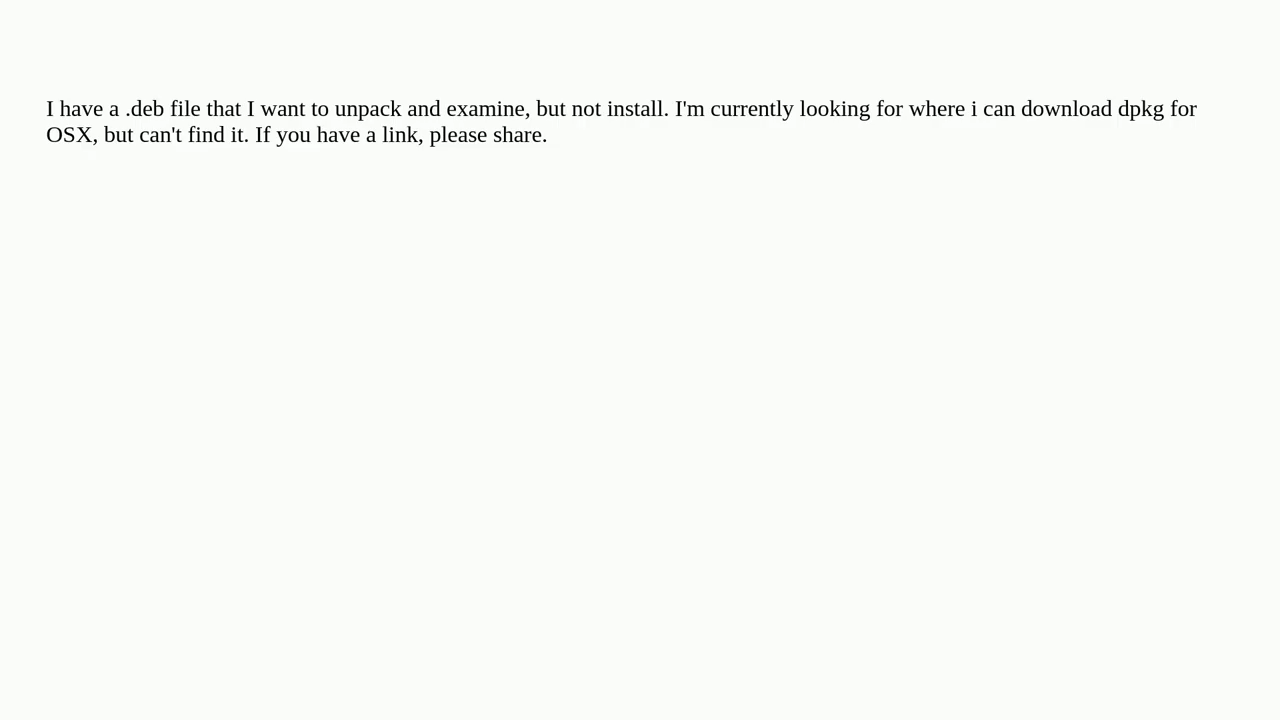 I have a .deb file that I want to unpack and examine, but not install. I'm currently looking for where i can download dpkg for
OSX, but can't find it. If you have a link, please share.